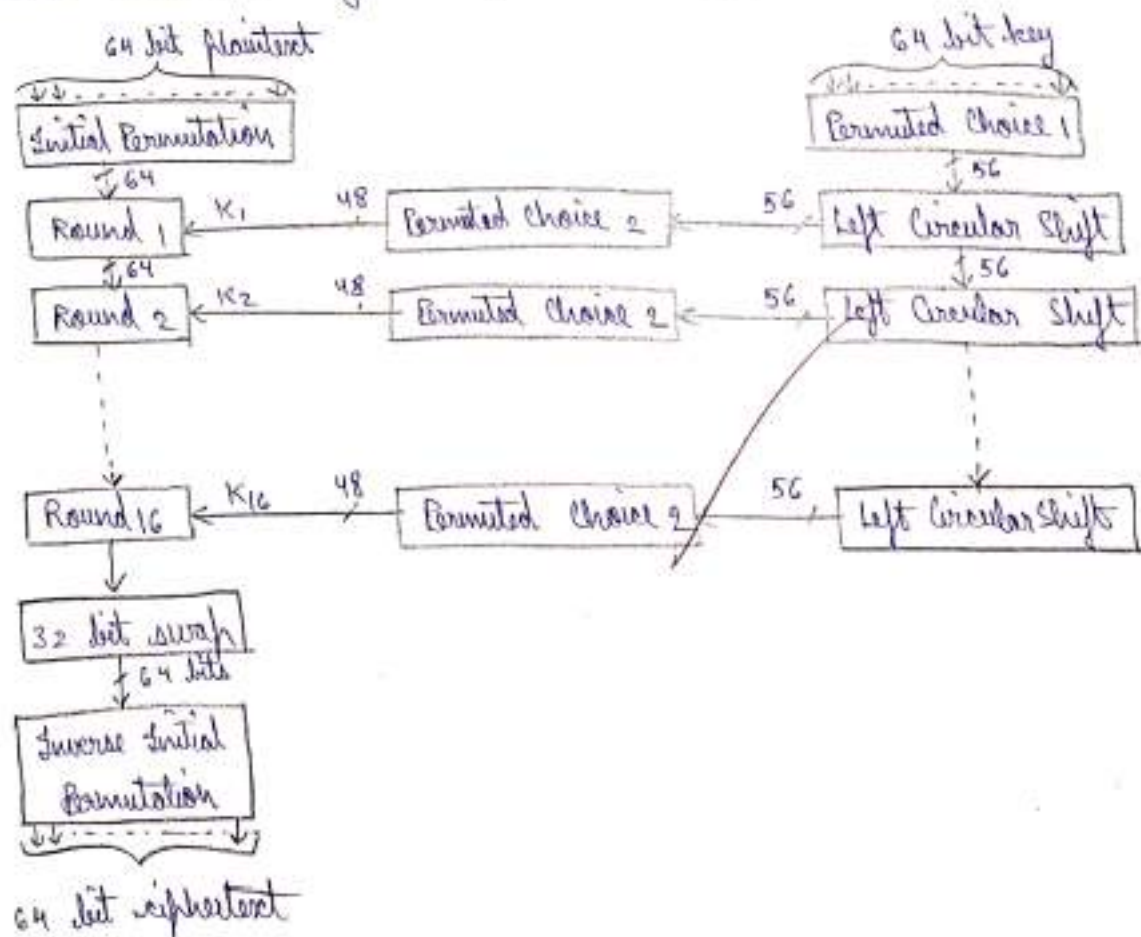 64 bit plaintext
64 bit key
Initial Permutation
Permuted Choice 1
64
56
Round 1
K1
48
Permuted Choice 2
56
Left Circular Shift
64
56
Round 2
K2
48
Permuted Choice 2
56
Left Circular Shift
Round 16
K16
48
Permuted Choice 2
56
Left Circular Shift
32 bit swap
64 bits
Inverse Initial
Permutation
64 bit ciphertext